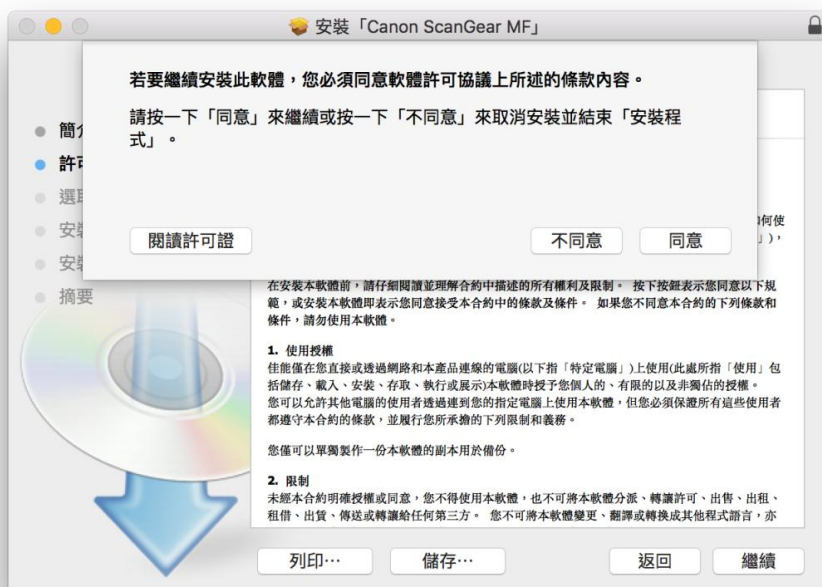 安裝「Canon ScanGear MF」
若要繼續安裝此軟體，您必須同意軟體許可協議上所述的條款內容。
請按一下「同意」來繼續或按一下「不同意」來取消安裝並結束「安裝程
式」。
閱讀許可證
不同意
同意
簡
許
選
安裝
安裝
摘要
何使
」)，
在安裝本軟體前，請仔細閱讀並理解合約中描述的所有權利及限制。 按下按鈕表示您同意以下規
範，或安裝本軟體即表示您同意接受本合約中的條款及條件。 如果您不同意本合約的下列條款和
條件，請勿使用本軟體。
1. 使用授權
佳能僅在您直接或透過網路和本產品連線的電腦(以下指「特定電腦」)上使用(此處所指「使用」包
括儲存、載入、安裝、存取、執行或展示)本軟體時授予您個人的、有限的以及非獨佔的授權。
您可以允許其他電腦的使用者透過連到您的指定電腦上使用本軟體，但您必須保證所有這些使用者
都遵守本合約的條款，並履行您所承擔的下列限制和義務。
您僅可以單獨製作一份本軟體的副本用於備份。
2. 限制
未經本合約明確授權或同意，您不得使用本軟體，也不可將本軟體分派、轉讓許可、出售、出租、
租借、出賃、傳送或轉讓給任何第三方。 您不可將本軟體變更、翻譯或轉換成其他程式語言，亦
列印…
儲存…
返回
繼續